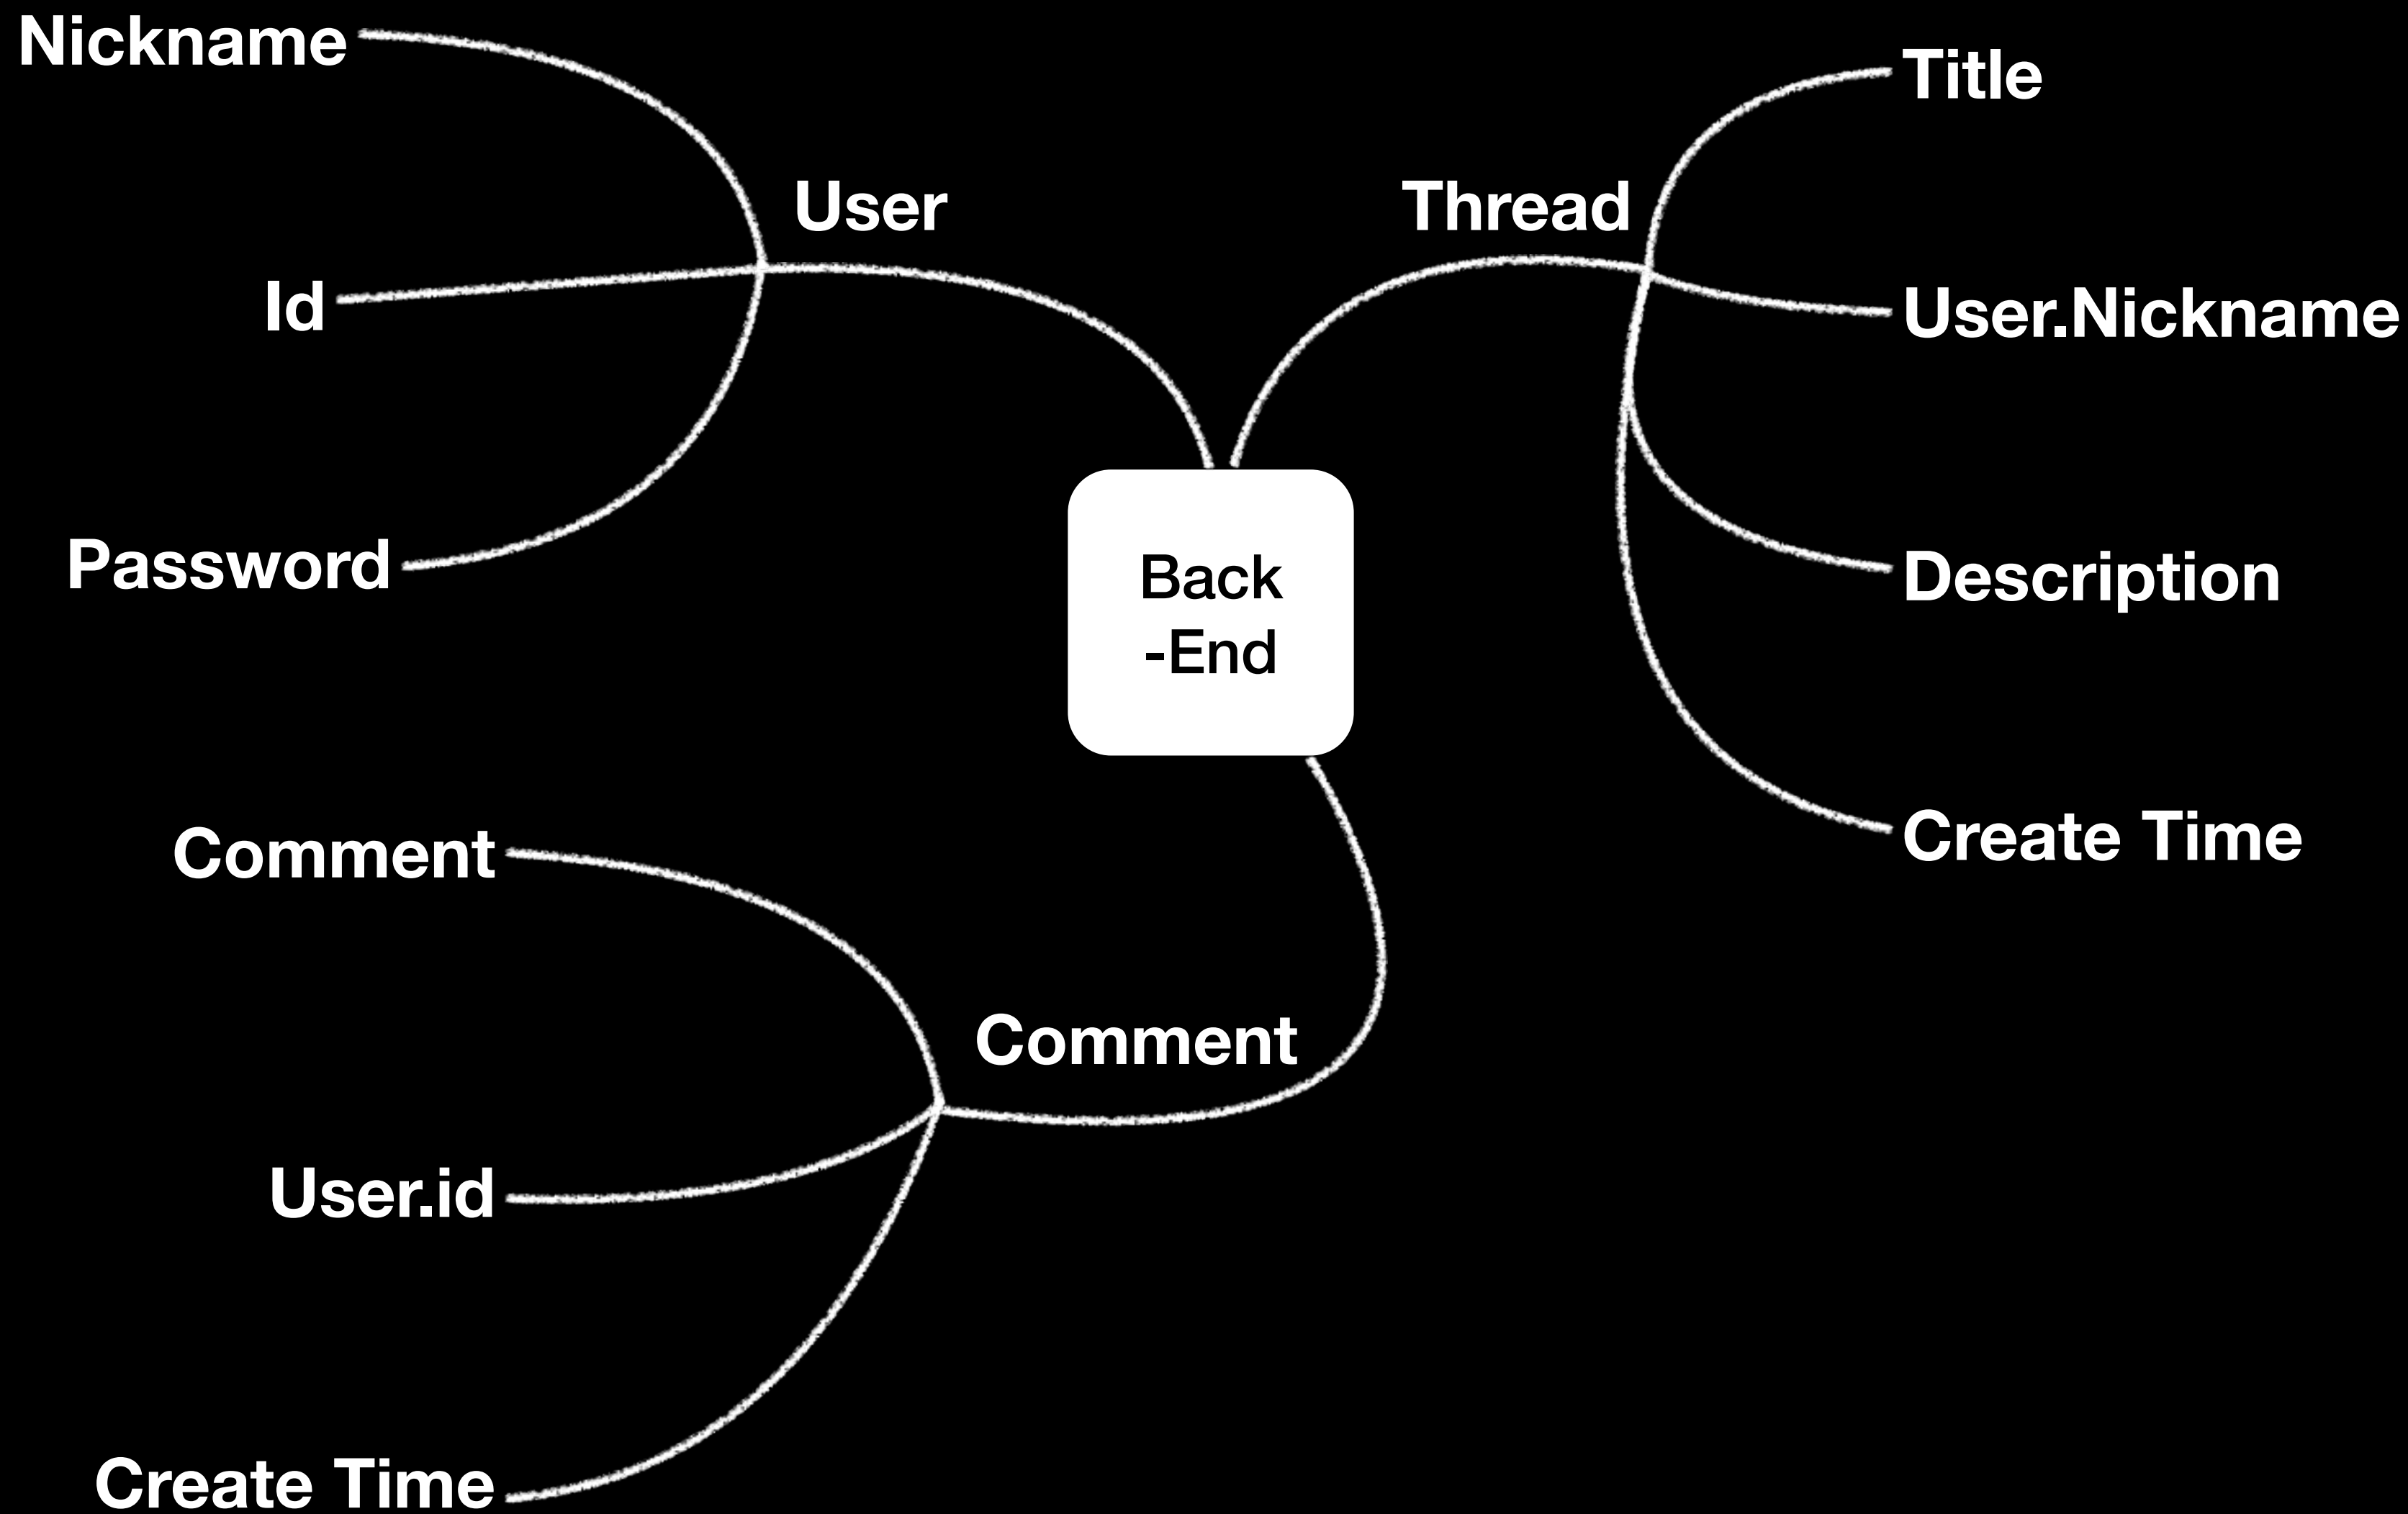 Nickname
Id
Password
User
Thread
Title
User.Nickname
Description
Create Time
Back
-End
Comment
Comment
User.id
Create Time